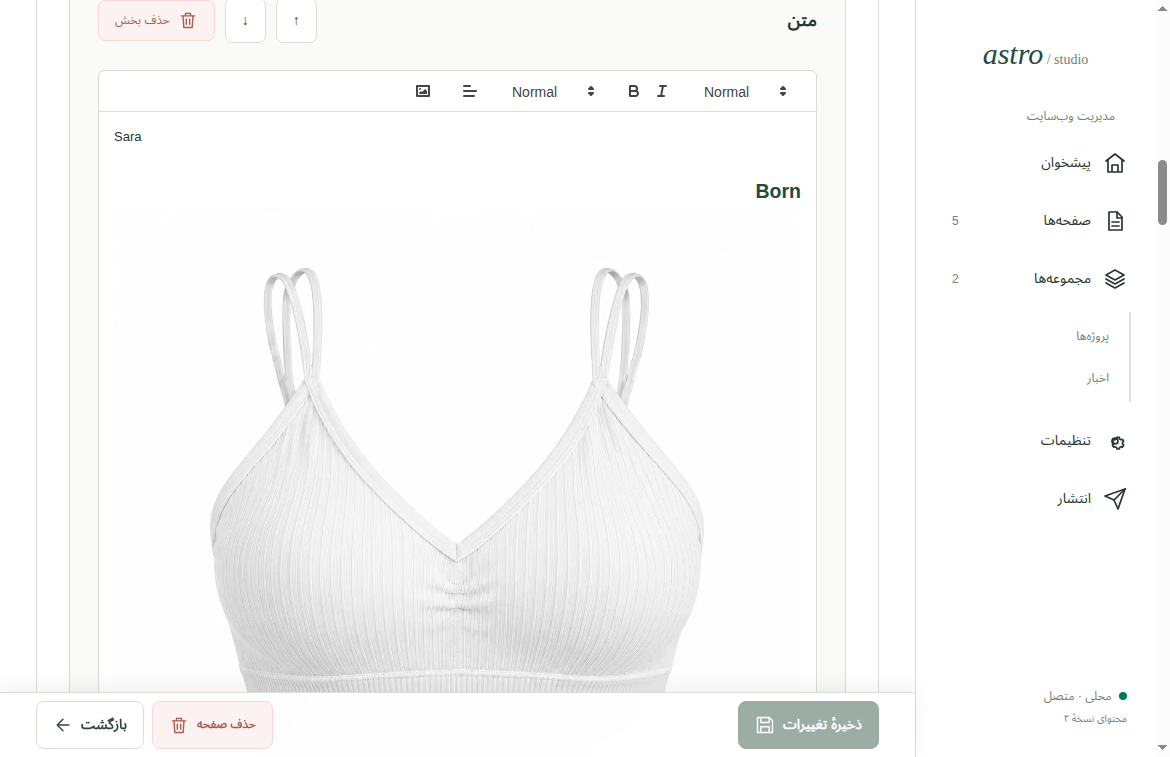 astro / studio
مدیریت وب‌سایت
پیشخوان
صفحه‌ها 5
مجموعه‌ها 2
پروژه‌ها
اخبار
تنظیمات
انتشار
محلی · متصل
محتوای نسخهٔ ۲
متن
↑ ↓ حذف بخش
Normal Normal
Sara
Born
ذخیرهٔ تغییرات
حذف صفحه
بازگشت